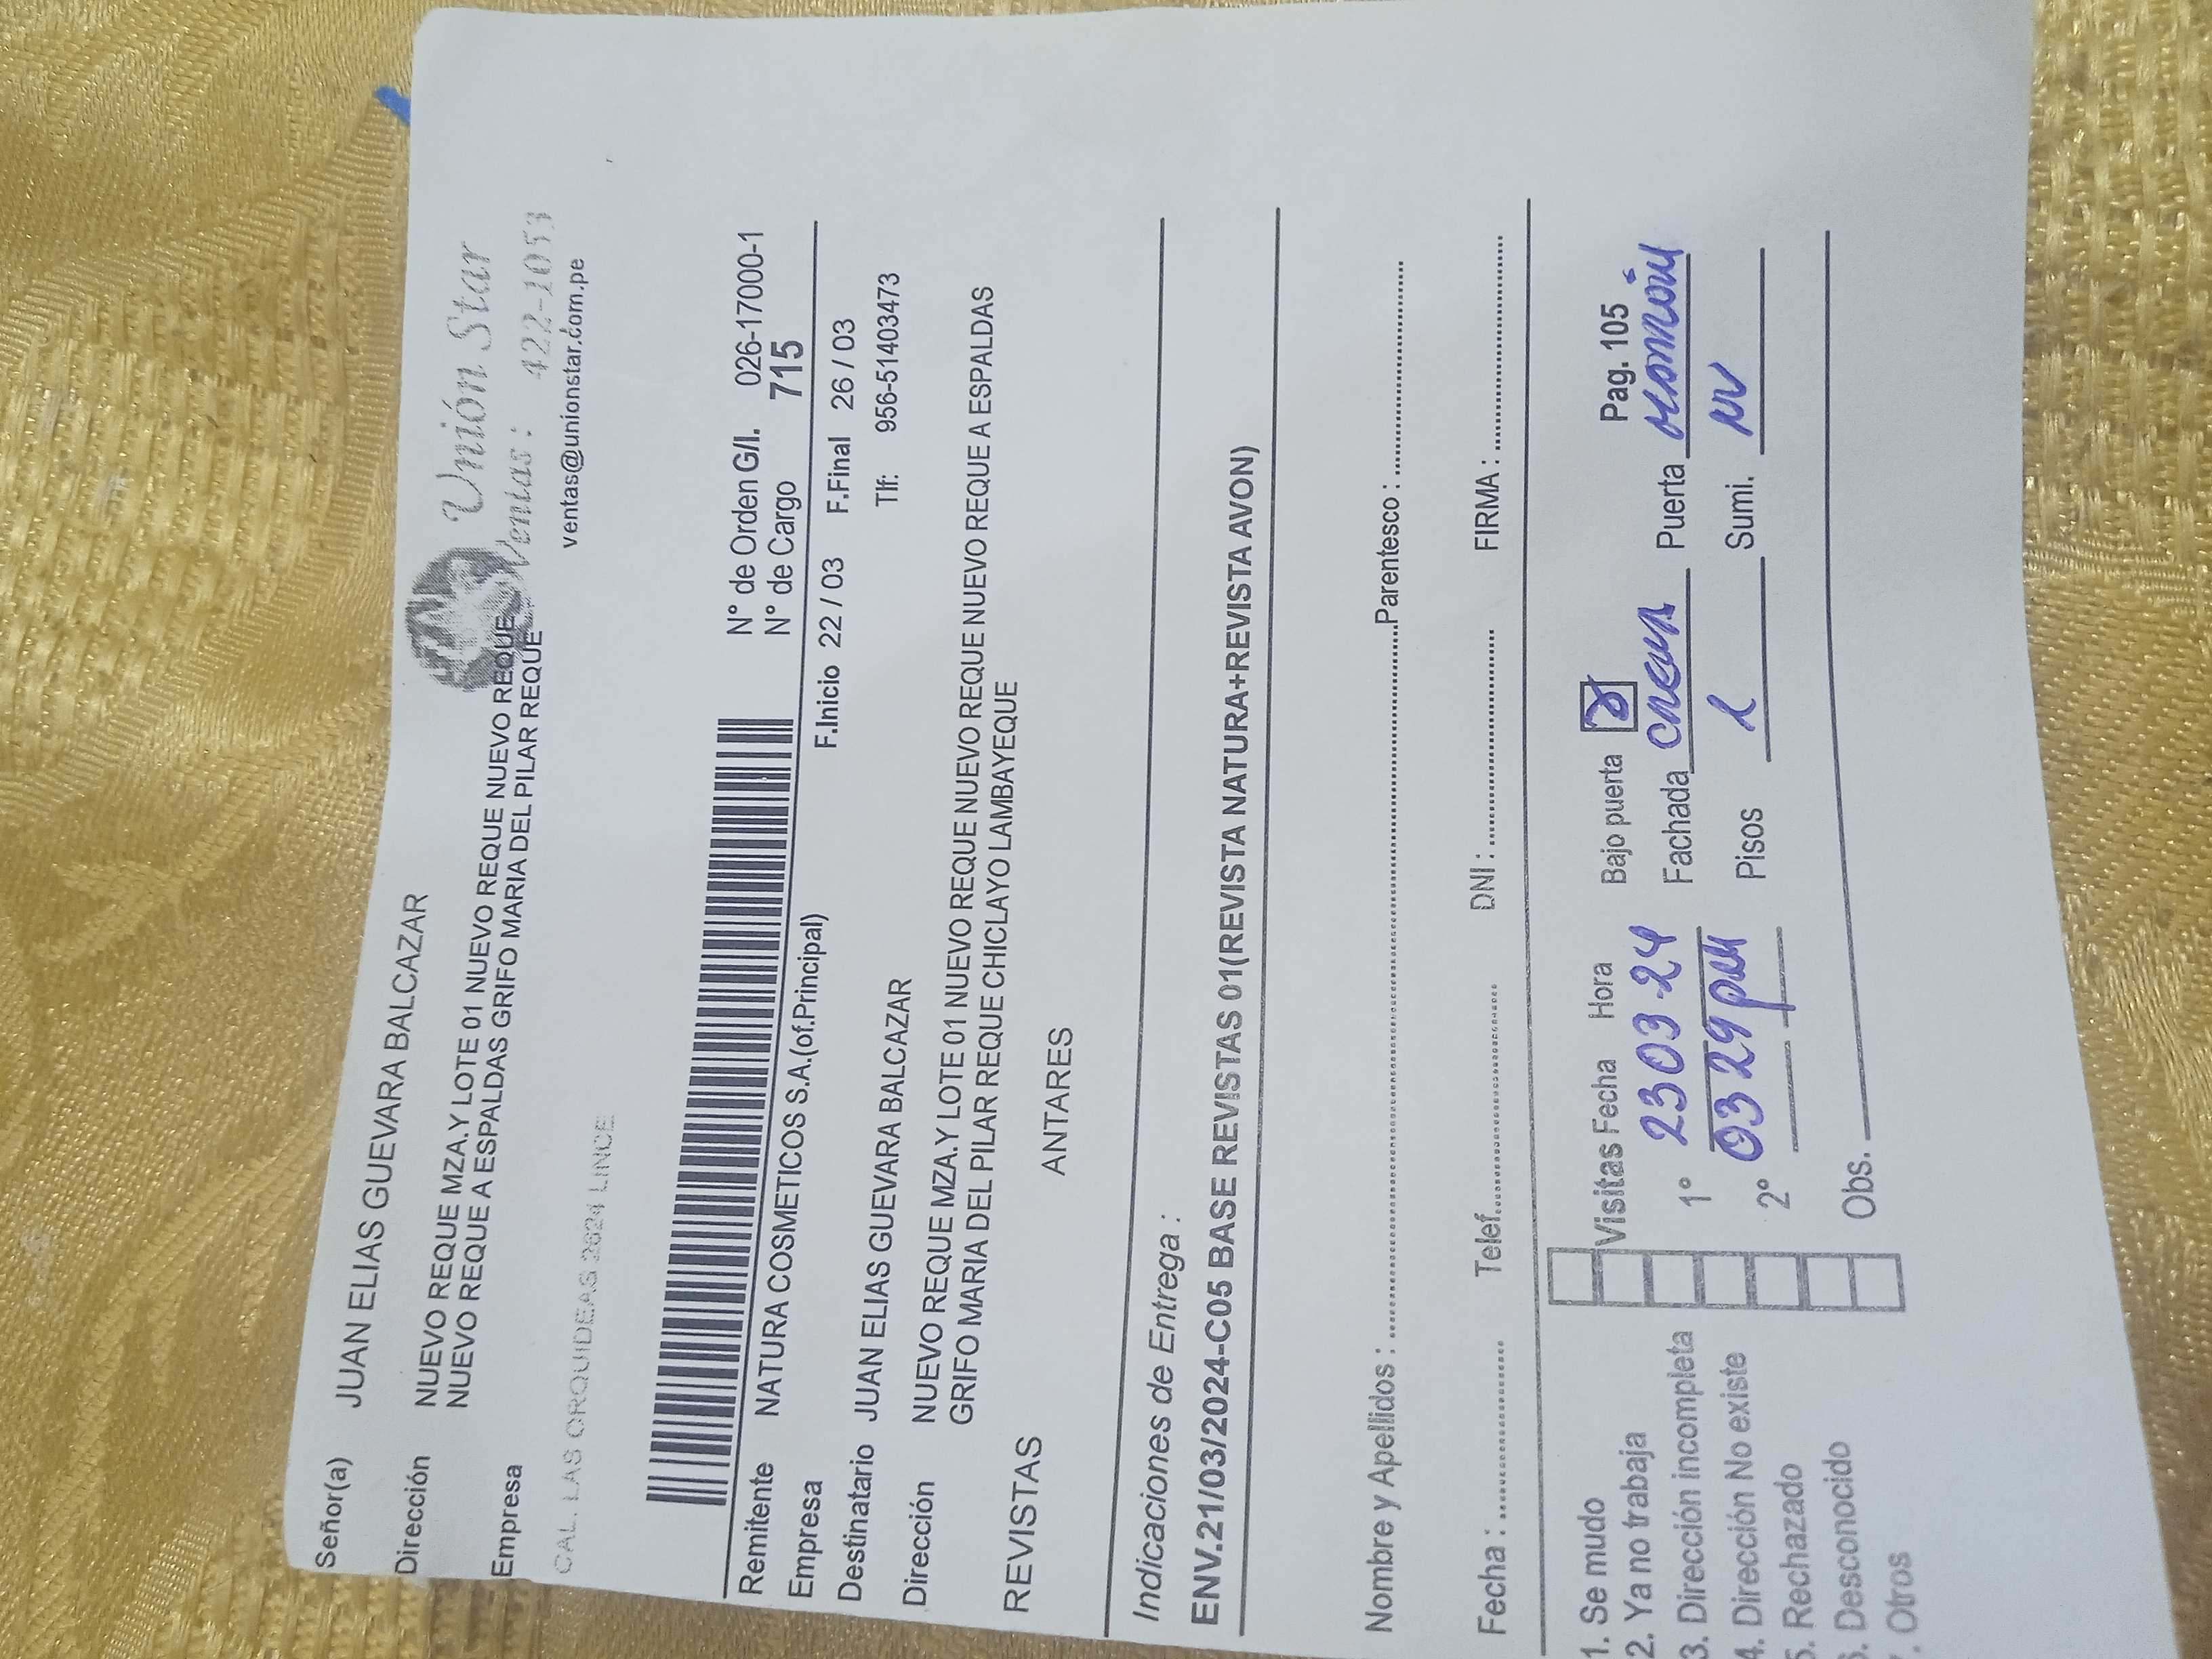 Señor(a) JUAN ELIAS GUEVARA BALCAZAR
Unión Star
Ventas : 422-1053
ventas@unionstar.com.pe
Dirección NUEVO REQUE MZA.Y LOTE 01 NUEVO REQUE NUEVO REQUE NUEVO REQUE
NUEVO REQUE A ESPALDAS GRIFO MARIA DEL PILAR REQUE
Empresa
CAL. LAS ORQUIDEAS 2624 LINCE
N° de Orden G/I. 026-17000-1
N° de Cargo 715
Remitente NATURA COSMETICOS S.A.(of.Principal)
F.Inicio 22 / 03 F.Final 26 / 03
Empresa
Tlf: 956-51403473
Destinatario JUAN ELIAS GUEVARA BALCAZAR
Dirección NUEVO REQUE MZA.Y LOTE 01 NUEVO REQUE NUEVO REQUE NUEVO REQUE NUEVO REQUE A ESPALDAS
GRIFO MARIA DEL PILAR REQUE CHICLAYO LAMBAYEQUE
REVISTAS ANTARES
Indicaciones de Entrega :
ENV.21/03/2024-C05 BASE REVISTAS 01(REVISTA NATURA+REVISTA AVON)
Nombre y Apellidos : Parentesco :
Fecha : Telef. DNI : FIRMA :
1. Se mudo
2. Ya no trabaja
3. Dirección incompleta
4. Dirección No existe
5. Rechazado
6. Desconocido
7. Otros
Visitas Fecha Hora Bajo puerta Pag. 105
1° 23 03-24 Fachada crema Puerta marrón
03 29 pm
2° Pisos 1 Sumi. NV
Obs.